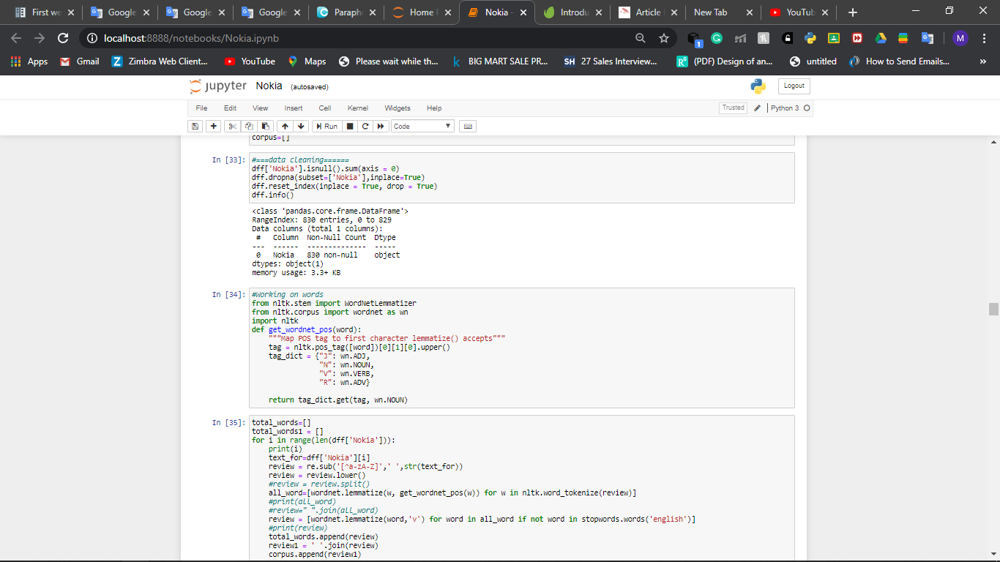 First we
Google
Google
Google
Paraph
Home
Nokia -
Introdu
Article
New Tab
YouTub
localhost:8888/notebooks/Nokia.ipynb
1
M
Apps
Gmail
Zimbra Web Client...
YouTube
Maps
Please wait while th...
k BIG MART SALE PR...
SH 27 Sales Interview...
(PDF) Design of an...
untitled
How to Send Emails...
»
jupyter Nokia (autosaved)
Logout
File Edit View Insert Cell Kernel Widgets Help
Trusted
Python 3
Run
Code
corpus=[]
In [33]:
#===data cleaning======
dff['Nokia'].isnull().sum(axis = 0)
dff.dropna(subset=['Nokia'],inplace=True)
dff.reset_index(inplace = True, drop = True)
dff.info()
<class 'pandas.core.frame.DataFrame'>
RangeIndex: 830 entries, 0 to 829
Data columns (total 1 columns):
 #   Column  Non-Null Count  Dtype
---  ------  --------------  -----
 0   Nokia   830 non-null    object
dtypes: object(1)
memory usage: 3.3+ KB
In [34]:
#Working on words
from nltk.stem import WordNetLemmatizer
from nltk.corpus import wordnet as wn
import nltk
def get_wordnet_pos(word):
    """Map POS tag to first character lemmatize() accepts"""
    tag = nltk.pos_tag([word])[0][1][0].upper()
    tag_dict = {"J": wn.ADJ,
                "N": wn.NOUN,
                "V": wn.VERB,
                "R": wn.ADV}
    return tag_dict.get(tag, wn.NOUN)
In [35]:
total_words=[]
total_words1 = []
for i in range(len(dff['Nokia'])):
    print(i)
    text_for=dff['Nokia'][i]
    review = re.sub('[^a-zA-Z]',' ',str(text_for))
    review = review.lower()
    #review = review.split()
    all_word=[wordnet.lemmatize(w, get_wordnet_pos(w)) for w in nltk.word_tokenize(review)]
    #print(all_word)
    #review=" ".join(all_word)
    review = [wordnet.lemmatize(word,'v') for word in all_word if not word in stopwords.words('english')]
    #print(review)
    total_words.append(review)
    review1 = ' '.join(review)
    corpus.append(review1)